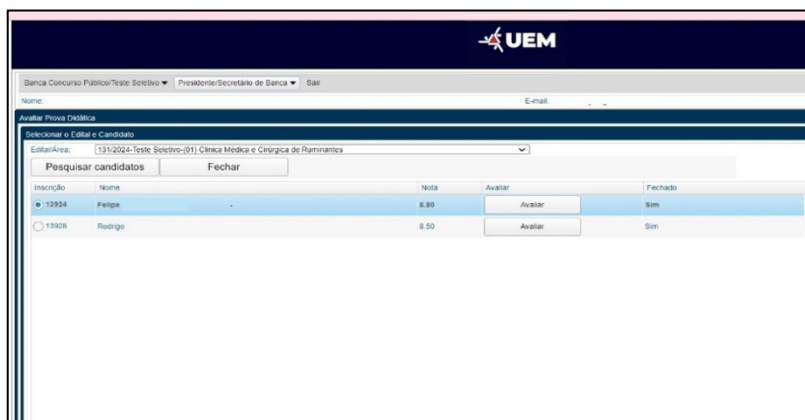 UEM
Banca Concurso Público/Teste Seletivo Presidente/Secretário de Banca Sair
Nome: E-mail:
Avaliar Prova Didática
Selecionar o Edital e Candidato
Edital/Área: 131/2024-Teste Seletivo-(01) Clínica Médica e Cirúrgica de Ruminantes
Pesquisar candidatos Fechar
Inscrição Nome Nota Avaliar Fechado
13924 Felipe 8.80 Avaliar Sim
13928 Rodrigo 8.50 Avaliar Sim